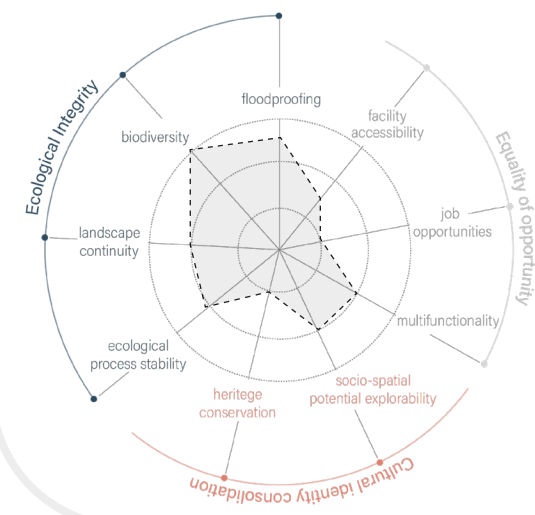 Ecological Integrity
floodproofing
biodiversity
facility
accessibility
Equality of opportunity
landscape
continuity
job
opportunities
multifunctionality
ecological
process stability
heritege
conservation
socio-spatial
potential explorability
Cultural identity consolidation